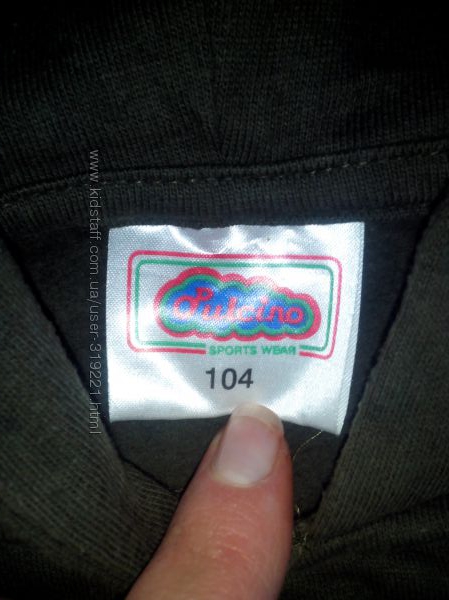 Pulcino
SPORTS WEAR
104
www.kidstaff.com.ua/user-319221.html